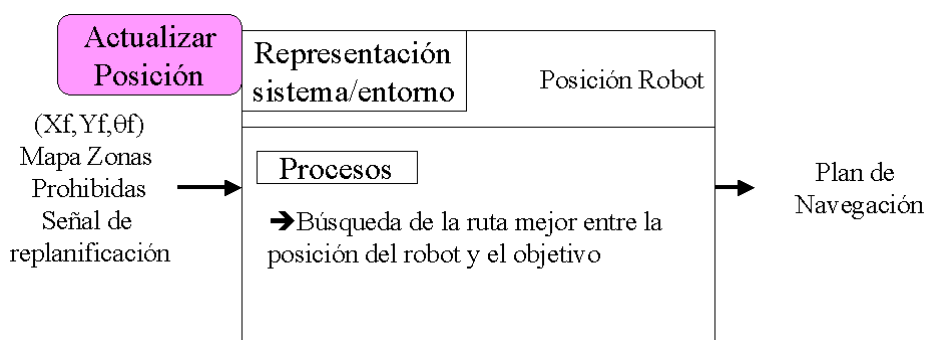 Actualizar
Posición
Representación
sistema/entorno
Posición Robot
(Xf,Yf,θf)
Mapa Zonas
Prohibidas
Señal de
replanificación
Procesos
➔Búsqueda de la ruta mejor entre la
posición del robot y el objetivo
Plan de
Navegación